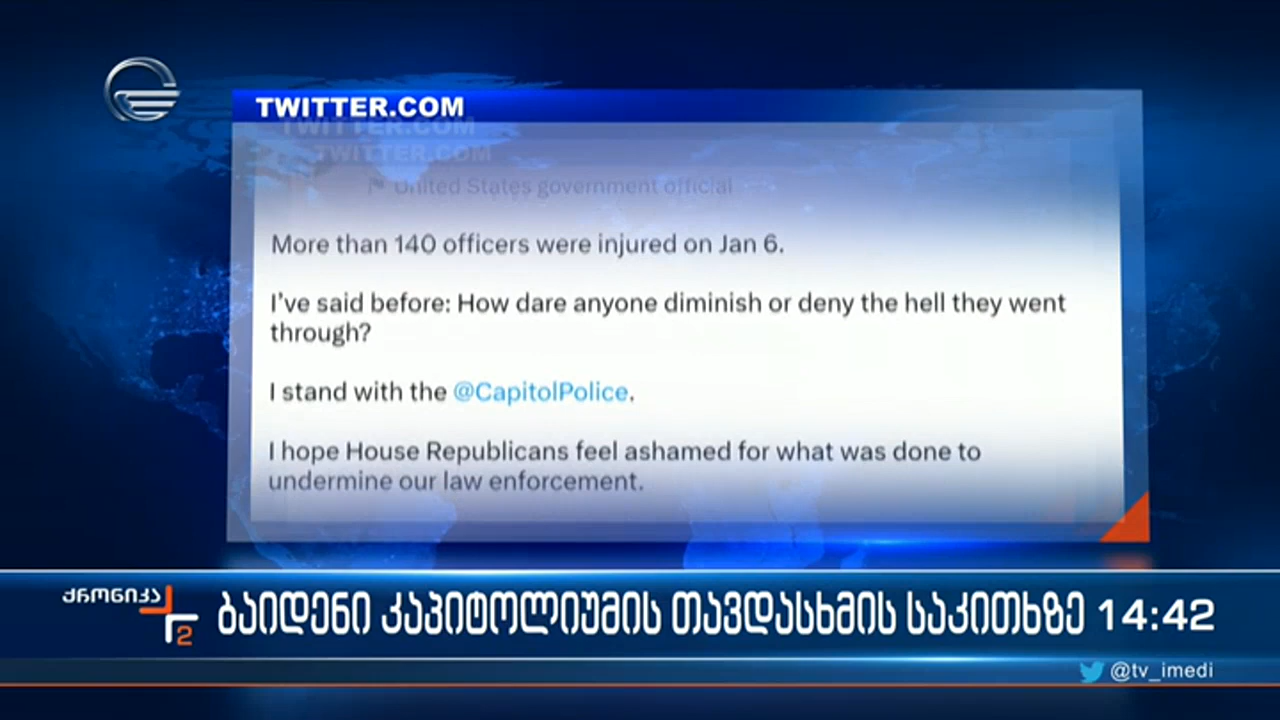 TWITTER.COM
TWITTER.COM
TWITTER.COM
United States government official
More than 140 officers were injured on Jan 6.
I've said before: How dare anyone diminish or deny the hell they went
through?
I stand with the @CapitolPolice.
I hope House Republicans feel ashamed for what was done to
undermine our law enforcement.
ქრონიკა
2
ბაიდენი კაპიტოლიუმის თავდასხმის საკითხზე 14:42
@tv_imedi